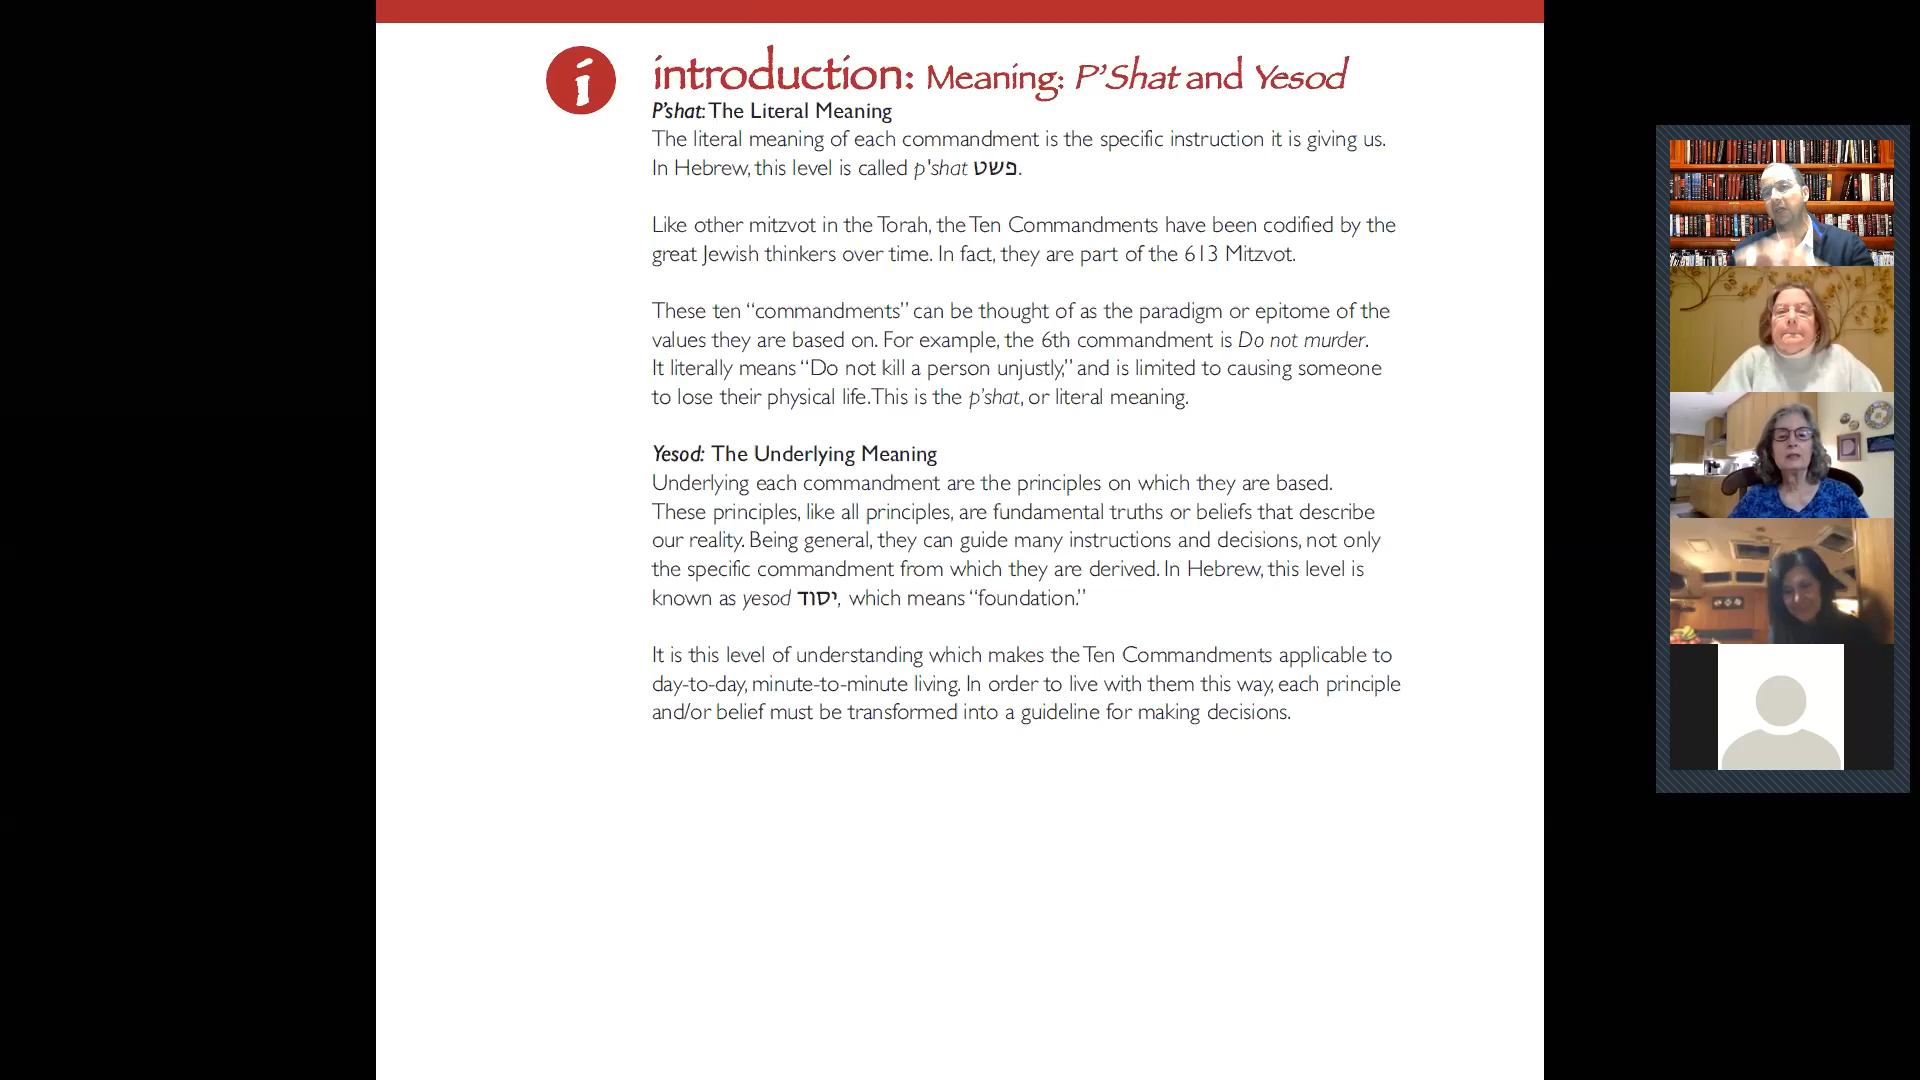 i
introduction: Meaning: P'Shat and Yesod
P'shat: The Literal Meaning
The literal meaning of each commandment is the specific instruction it is giving us.
In Hebrew, this level is called p'shat פשט.
Like other mitzvot in the Torah, the Ten Commandments have been codified by the
great Jewish thinkers over time. In fact, they are part of the 613 Mitzvot.
These ten “commandments” can be thought of as the paradigm or epitome of the
values they are based on. For example, the 6th commandment is Do not murder.
It literally means “Do not kill a person unjustly,” and is limited to causing someone
to lose their physical life. This is the p'shat, or literal meaning.
Yesod: The Underlying Meaning
Underlying each commandment are the principles on which they are based.
These principles, like all principles, are fundamental truths or beliefs that describe
our reality. Being general, they can guide many instructions and decisions, not only
the specific commandment from which they are derived. In Hebrew, this level is
known as yesod יסוד, which means “foundation.”
It is this level of understanding which makes the Ten Commandments applicable to
day-to-day, minute-to-minute living. In order to live with them this way, each principle
and/or belief must be transformed into a guideline for making decisions.